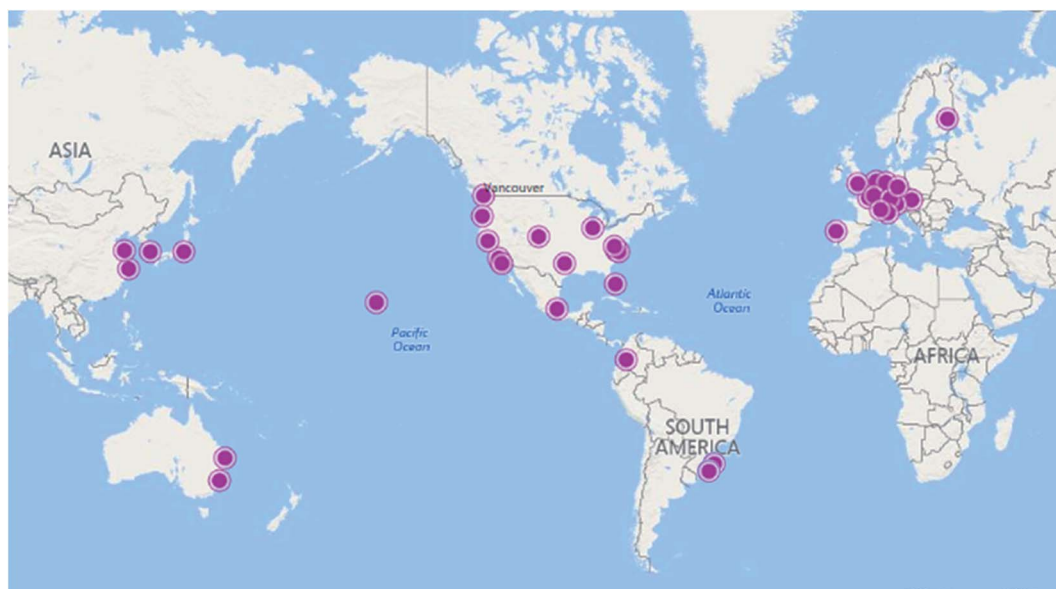 ASIA
Vancouver
Atlantic
Ocean
Pacific
Ocean
AFRICA
SOUTH
AMERICA